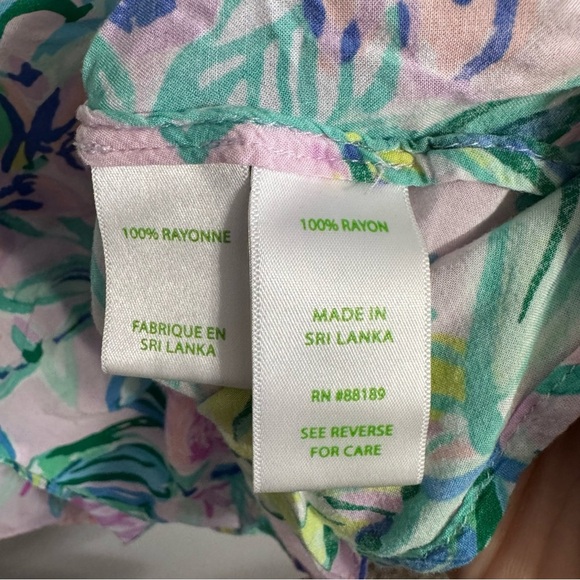 100% RAYONNE
FABRIQUE EN
SRI LANKA
100% RAYON
MADE IN
SRI LANKA
RN #88189
SEE REVERSE
FOR CARE